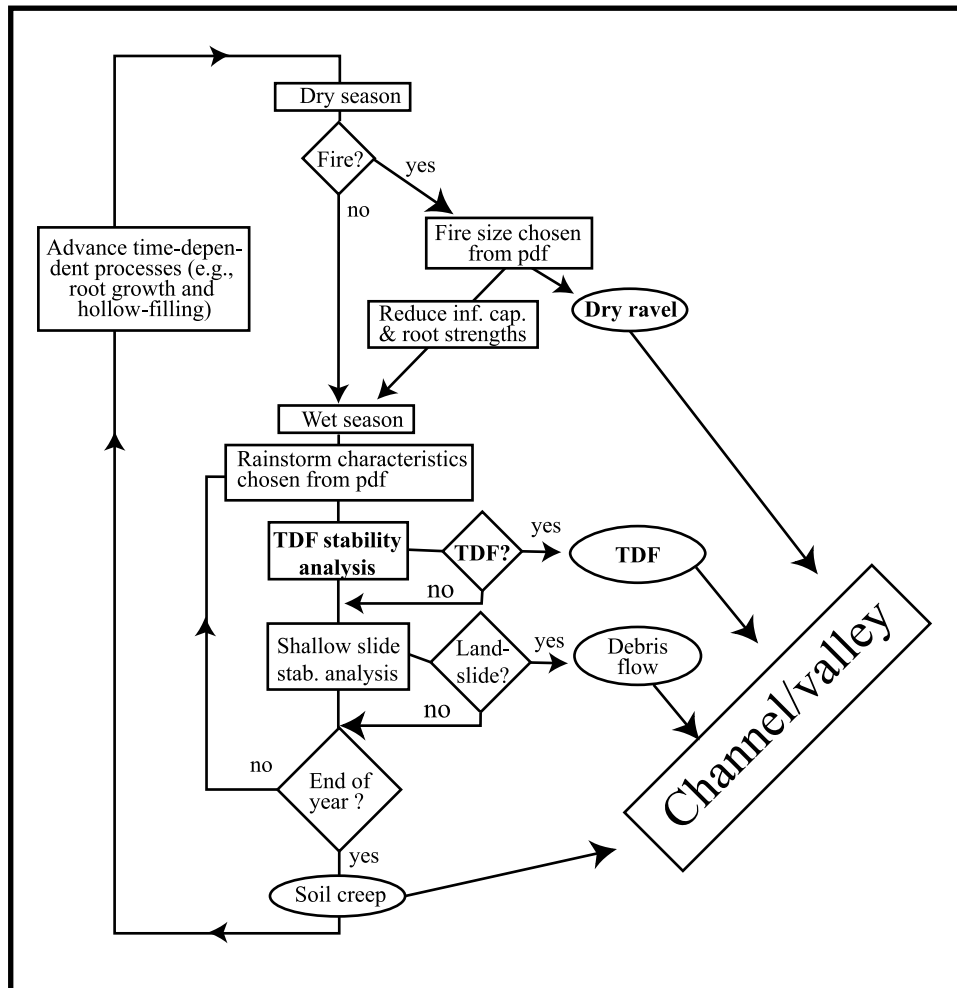 Dry season
Fire?
yes
no
Fire size chosen
from pdf
Advance time-depen-
dent processes (e.g.,
root growth and
hollow-filling)
Reduce inf. cap.
& root strengths
Dry ravel
Wet season
Rainstorm characteristics
chosen from pdf
TDF stability
analysis
TDF?
yes
TDF
no
Shallow slide
stab. analysis
Land-
slide?
yes
Debris
flow
no
Channel/valley
no
End of
year ?
yes
Soil creep